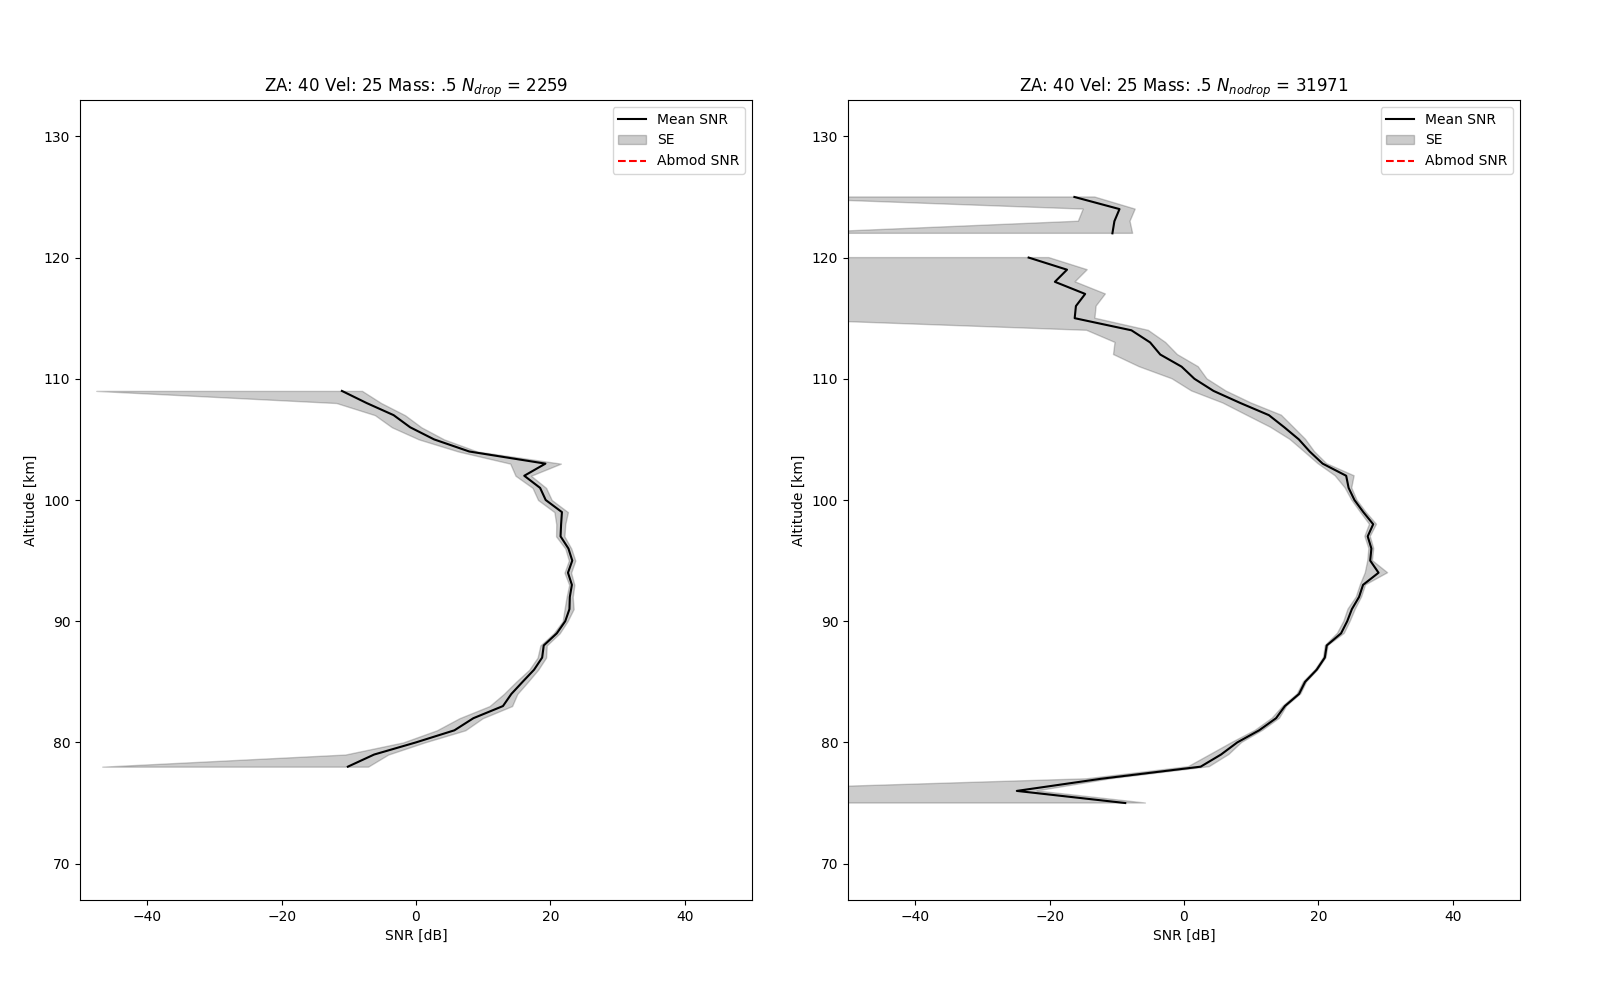 ZA: 40 Vel: 25 Mass: .5 N_drop = 2259
Mean SNR
SE
Abmod SNR
130
120
110
100
90
80
70
Altitude [km]
−40
−20
0
20
40
SNR [dB]
ZA: 40 Vel: 25 Mass: .5 N_nodrop = 31971
Mean SNR
SE
Abmod SNR
130
120
110
100
90
80
70
Altitude [km]
−40
−20
0
20
40
SNR [dB]